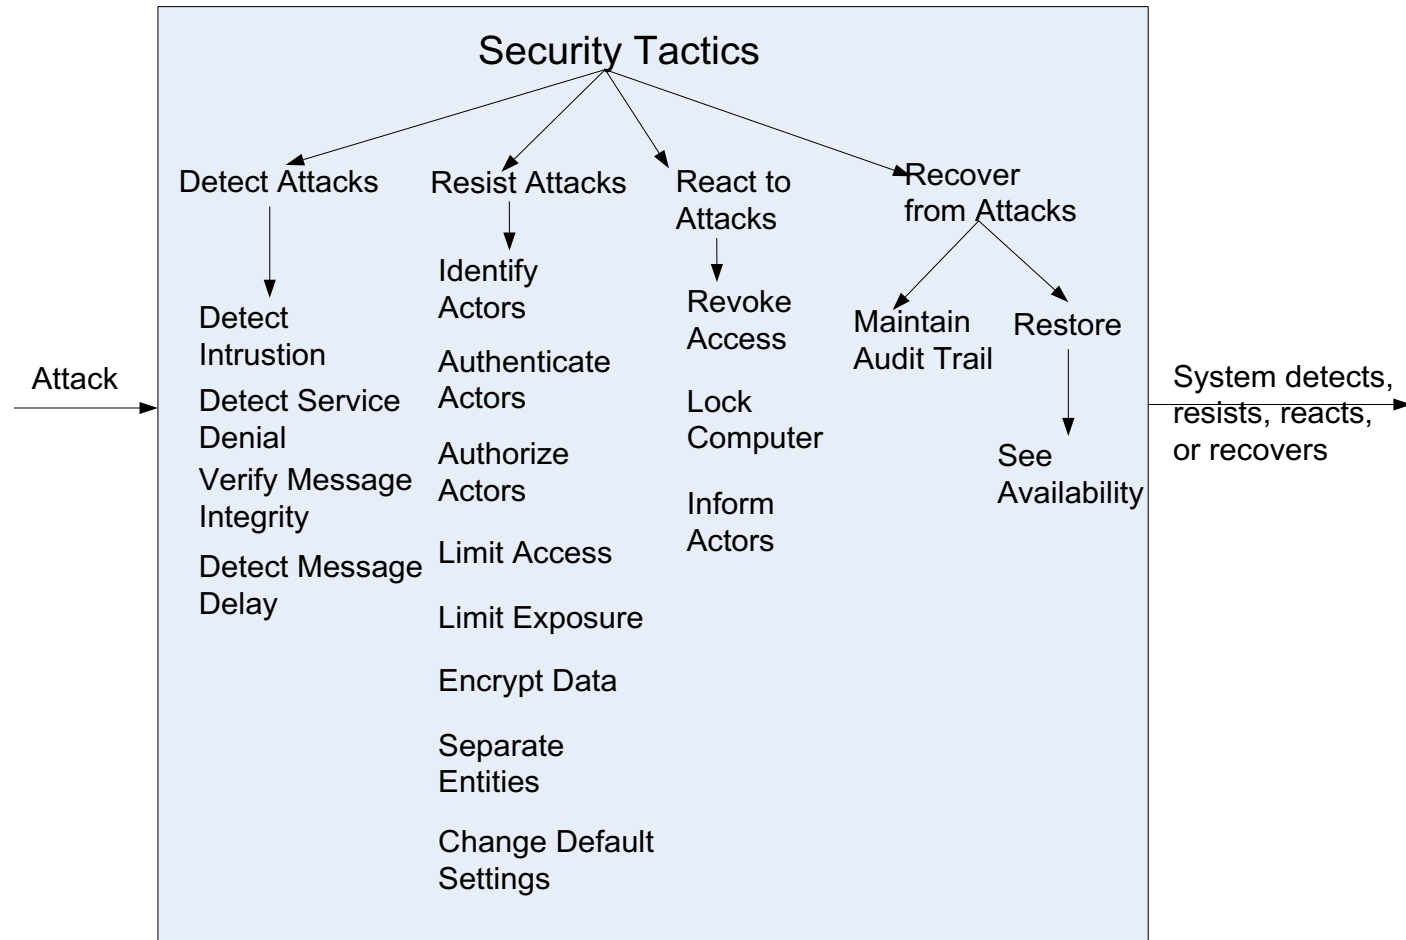 Security Tactics
Detect Attacks
Resist Attacks
React to
Attacks
Recover
from Attacks
Detect
Intrustion
Detect Service
Denial
Verify Message
Integrity
Detect Message
Delay
Identify
Actors
Authenticate
Actors
Authorize
Actors
Limit Access
Limit Exposure
Encrypt Data
Separate
Entities
Change Default
Settings
Revoke
Access
Lock
Computer
Inform
Actors
Maintain
Audit Trail
Restore
See
Availability
Attack
System detects,
resists, reacts,
or recovers